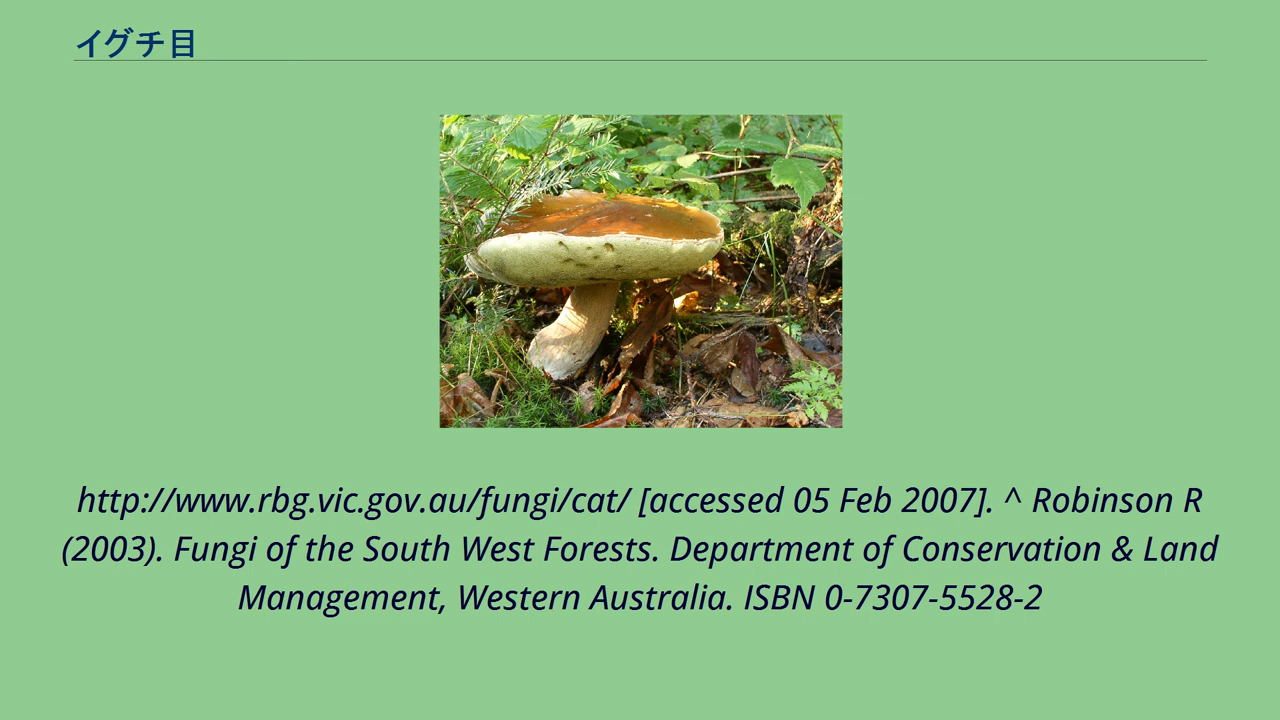 イグチ目
http://www.rbg.vic.gov.au/fungi/cat/ [accessed 05 Feb 2007]. ^ Robinson R
(2003). Fungi of the South West Forests. Department of Conservation & Land
Management, Western Australia. ISBN 0-7307-5528-2